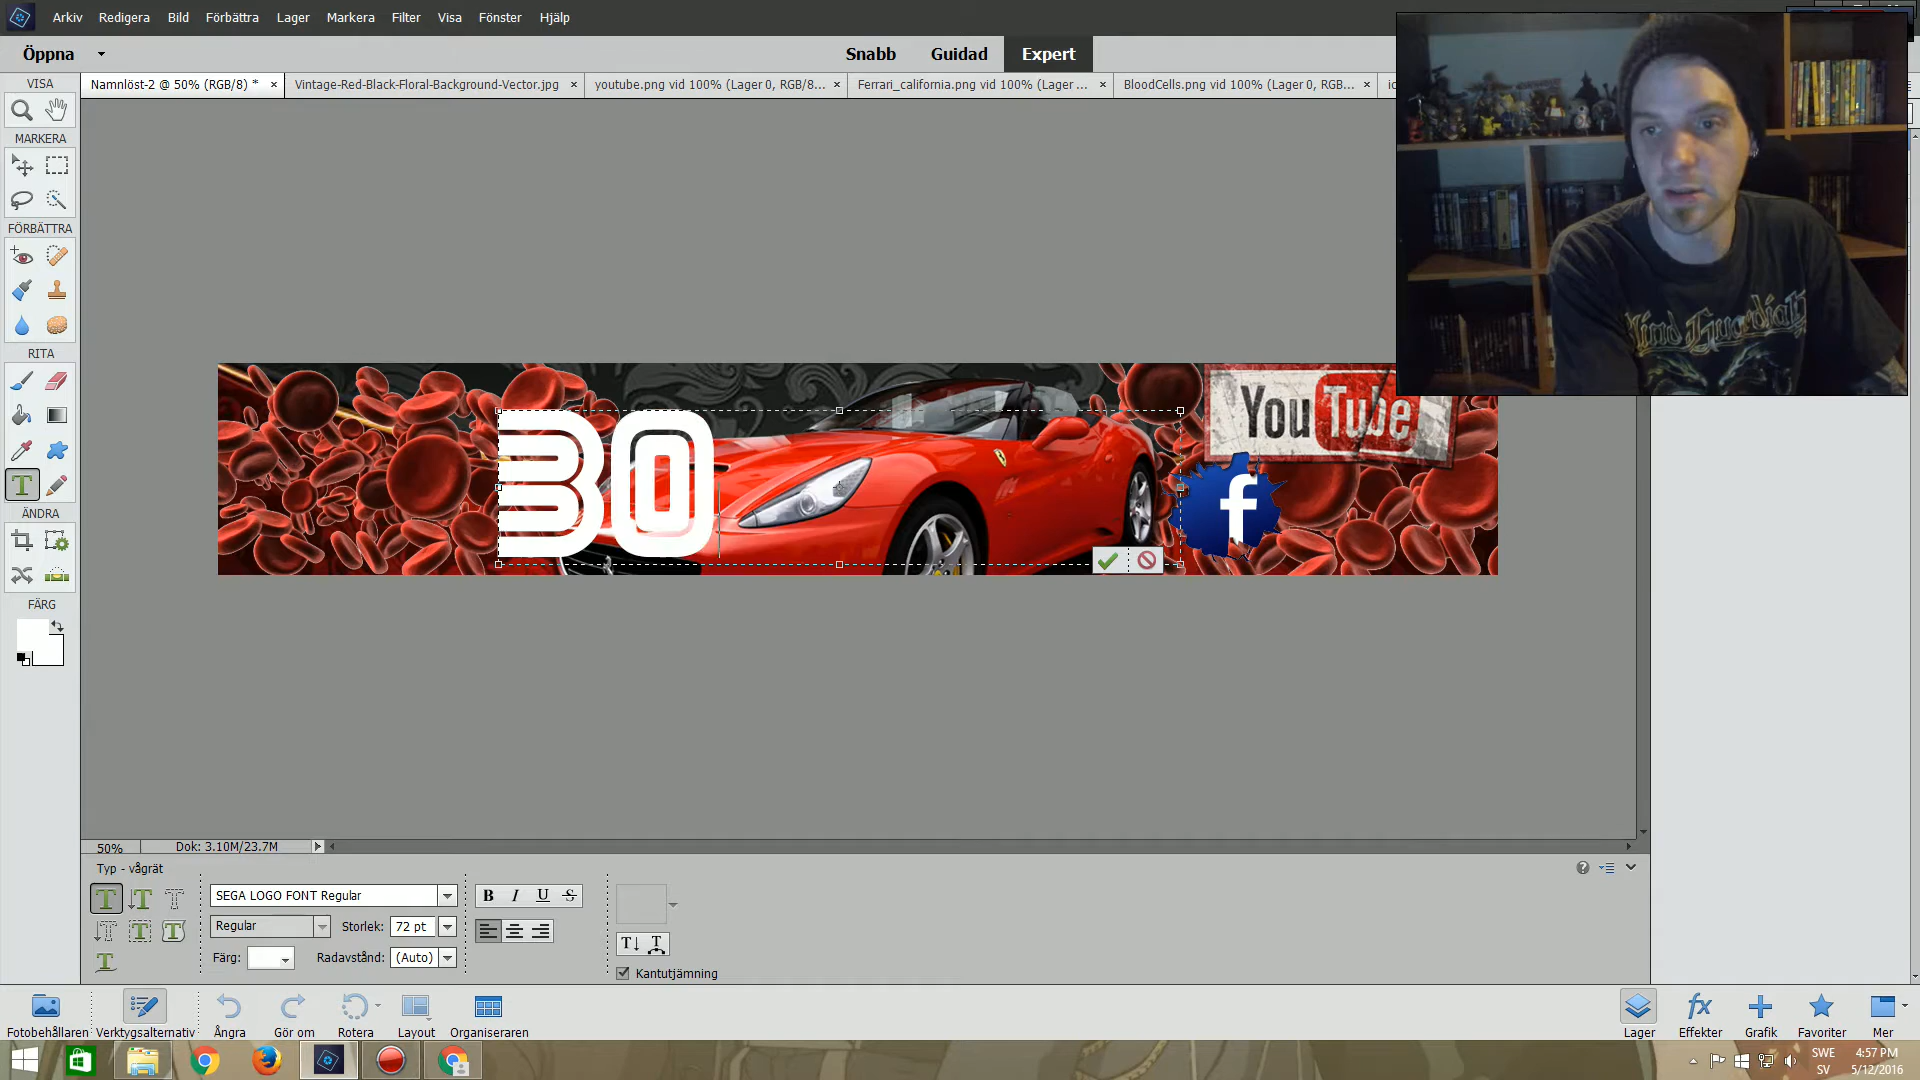 Arkiv Redigera Bild Förbättra Lager Markera Filter Visa Fönster Hjälp
Öppna Snabb Guidad Expert
Namnlöst-2 @ 50% (RGB/8) * × Vintage-Red-Black-Floral-Background-Vector.jpg × youtube.png vid 100% (Lager 0, RGB/8... × Ferrari_california.png vid 100% (Lager ... × BloodCells.png vid 100% (Lager 0, RGB... ×
VISA
MARKERA
FÖRBÄTTRA
RITA
ÄNDRA
FÄRG
30
You Tube
f
Blind Guardian
50% Dok: 3.10M/23.7M
Typ - vågrät
SEGA LOGO FONT Regular B I U S
Regular Storlek: 72 pt
Färg: Radavstånd: (Auto)
Kantutjämning
Fotobehållaren Verktygsalternativ Ångra Gör om Rotera Layout Organiseraren Lager Effekter Grafik Favoriter Mer
SWE 4:57 PM
SV 5/12/2016